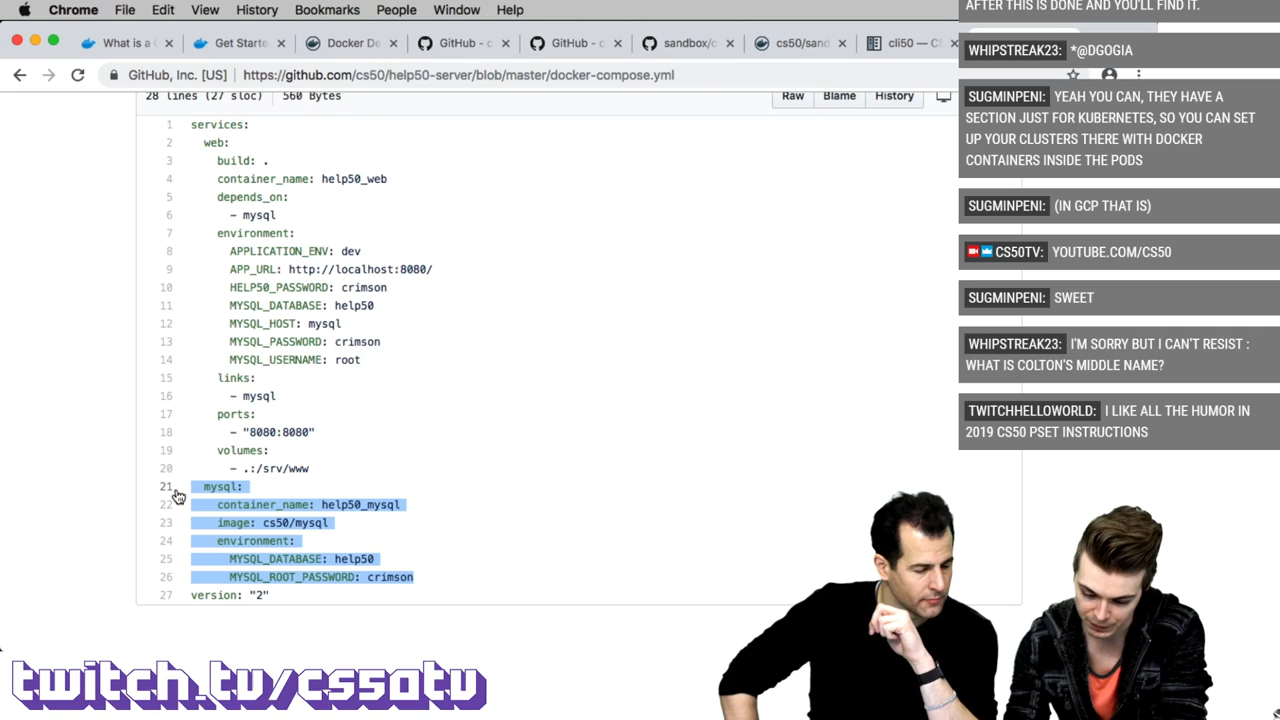 Chrome File Edit View History Bookmarks People Window Help
What is a
Get Starte
Docker De
GitHub - c
GitHub - c
sandbox/c
cs50/sand
cli50 — CS
GitHub, Inc. [US] https://github.com/cs50/help50-server/blob/master/docker-compose.yml
28 lines (27 sloc) 560 Bytes
Raw Blame History
1 services:
2 web:
3 build: .
4 container_name: help50_web
5 depends_on:
6 - mysql
7 environment:
8 APPLICATION_ENV: dev
9 APP_URL: http://localhost:8080/
10 HELP50_PASSWORD: crimson
11 MYSQL_DATABASE: help50
12 MYSQL_HOST: mysql
13 MYSQL_PASSWORD: crimson
14 MYSQL_USERNAME: root
15 links:
16 - mysql
17 ports:
18 - "8080:8080"
19 volumes:
20 - .:/srv/www
21 mysql:
22 container_name: help50_mysql
23 image: cs50/mysql
24 environment:
25 MYSQL_DATABASE: help50
26 MYSQL_ROOT_PASSWORD: crimson
27 version: "2"
AFTER THIS IS DONE AND YOU'LL FIND IT.
WHIPSTREAK23: *@DGOGIA
SUGMINPENI: YEAH YOU CAN, THEY HAVE A
SECTION JUST FOR KUBERNETES, SO YOU CAN SET
UP YOUR CLUSTERS THERE WITH DOCKER
CONTAINERS INSIDE THE PODS
SUGMINPENI: (IN GCP THAT IS)
CS50TV: YOUTUBE.COM/CS50
SUGMINPENI: SWEET
WHIPSTREAK23: I'M SORRY BUT I CAN'T RESIST :
WHAT IS COLTON'S MIDDLE NAME?
TWITCHHELLOWORLD: I LIKE ALL THE HUMOR IN
2019 CS50 PSET INSTRUCTIONS
twitch.tv/cs50tv